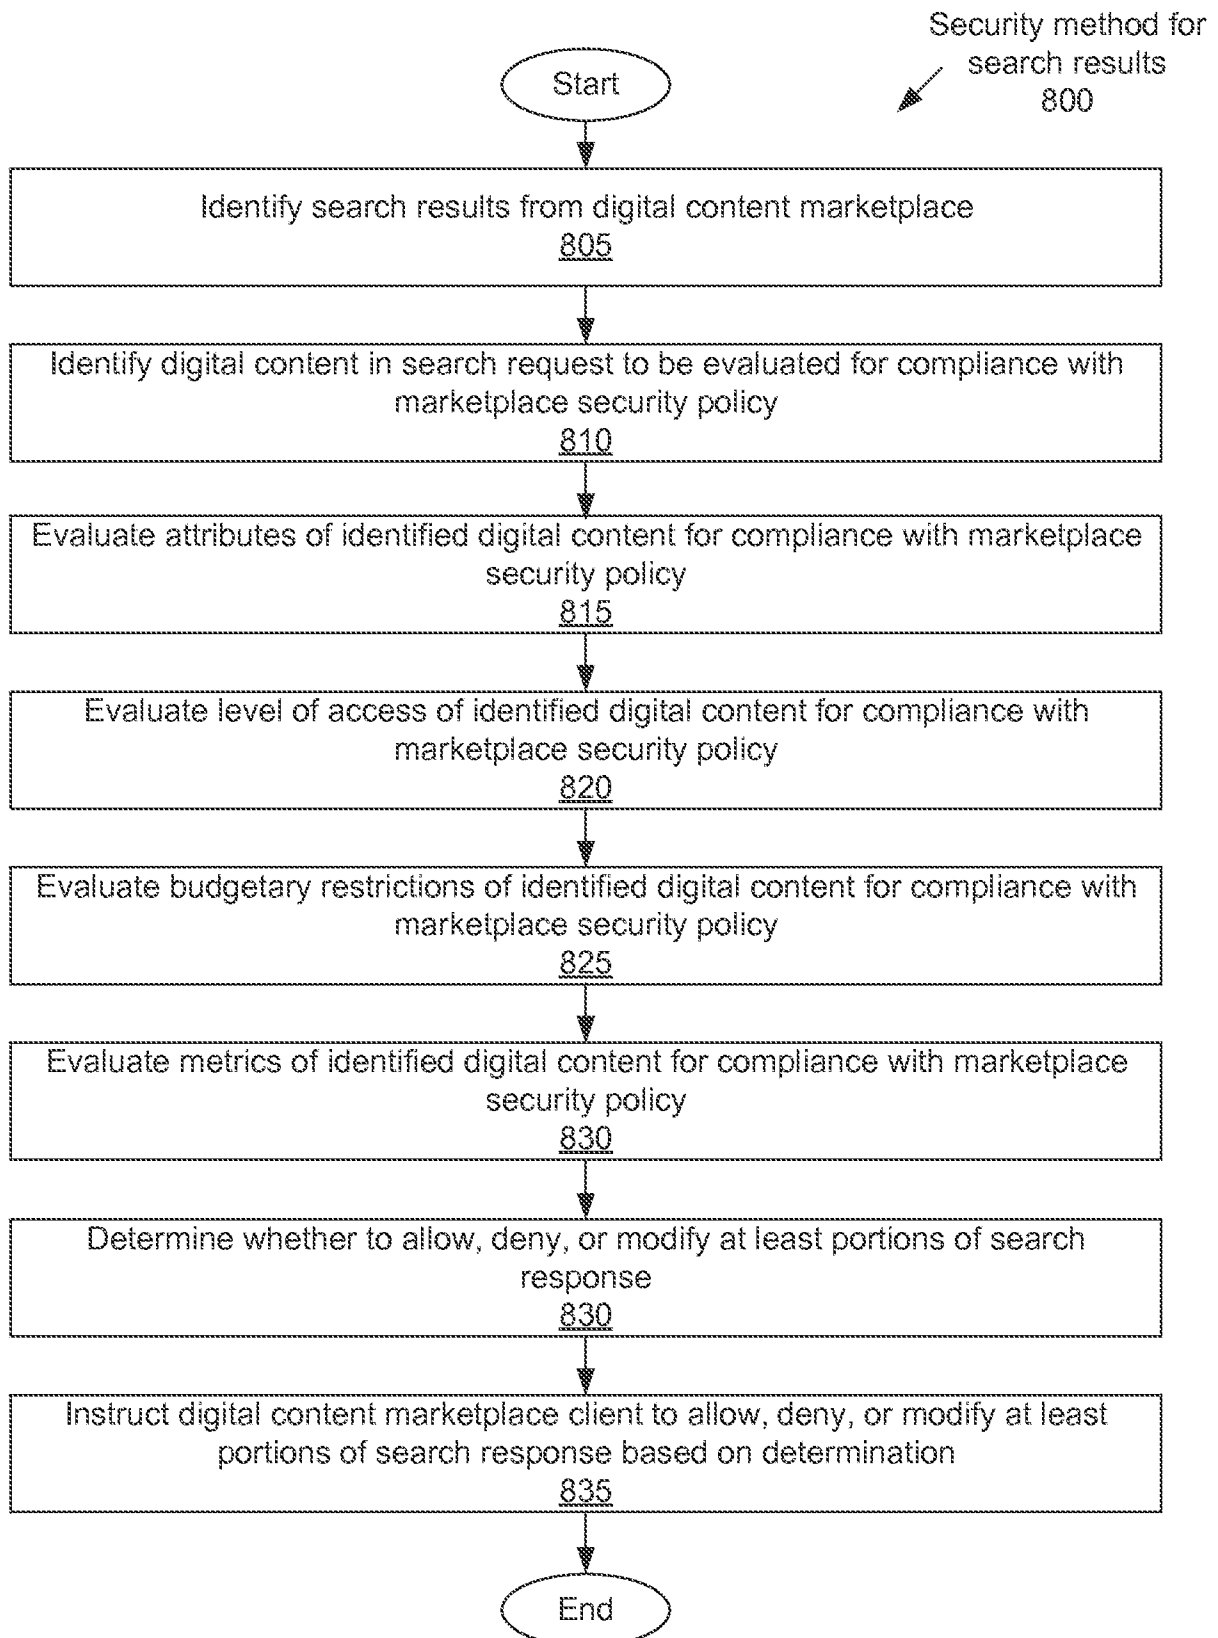 Security method for
search results
800
Start
Identify search results from digital content marketplace
805
Identify digital content in search request to be evaluated for compliance with
marketplace security policy
810
Evaluate attributes of identified digital content for compliance with marketplace
security policy
815
Evaluate level of access of identified digital content for compliance with
marketplace security policy
820
Evaluate budgetary restrictions of identified digital content for compliance with
marketplace security policy
825
Evaluate metrics of identified digital content for compliance with marketplace
security policy
830
Determine whether to allow, deny, or modify at least portions of search
response
830
Instruct digital content marketplace client to allow, deny, or modify at least
portions of search response based on determination
835
End